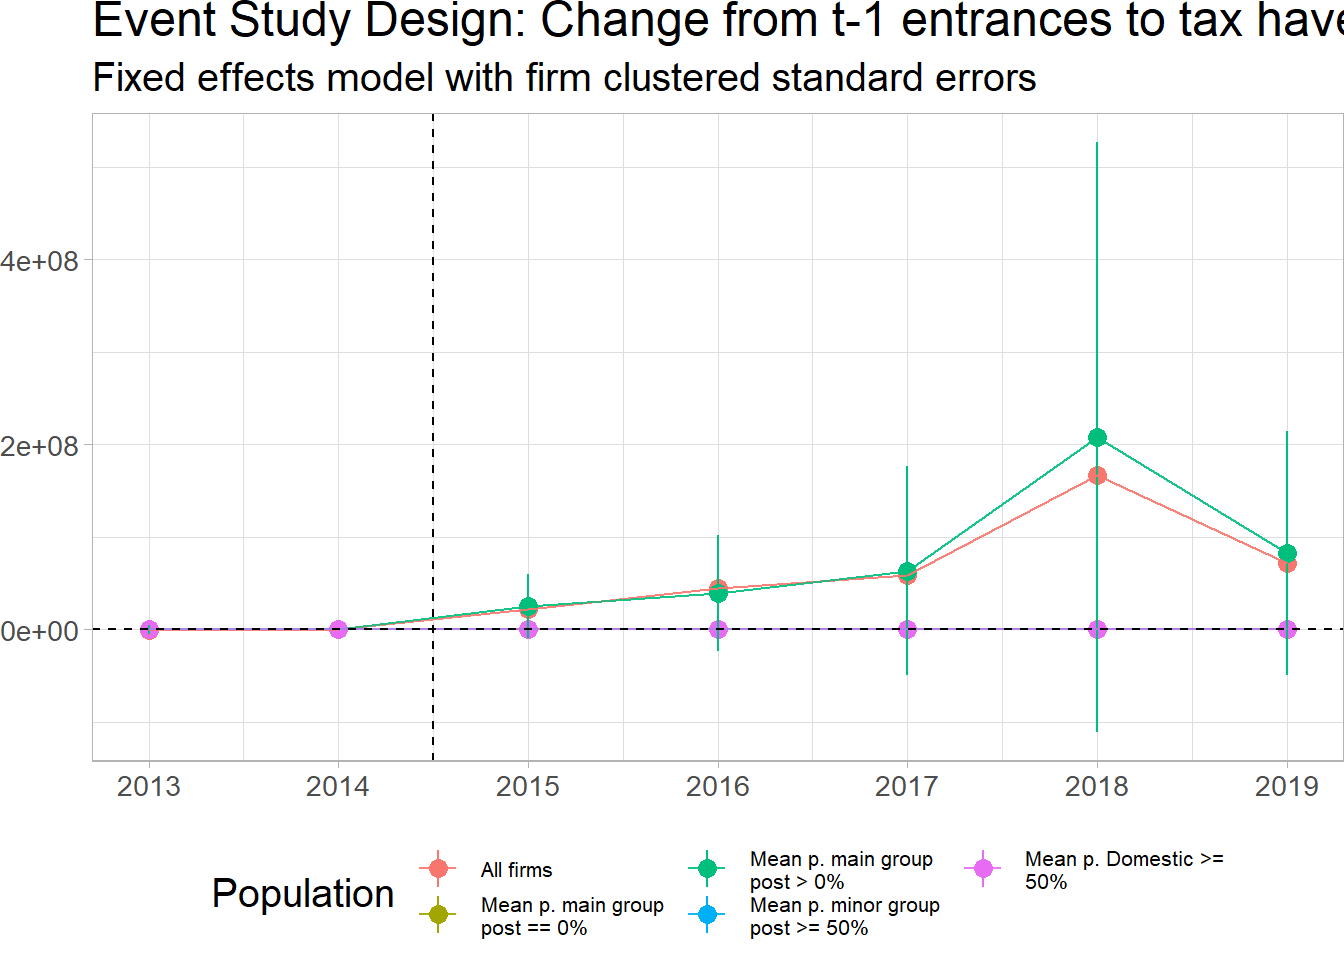 Event Study Design: Change from t-1 entrances to tax have
Fixed effects model with firm clustered standard errors
4e+08
2e+08
0e+00
2013 2014 2015 2016 2017 2018 2019
Population
All firms
Mean p. main group
post == 0%
Mean p. main group
post > 0%
Mean p. minor group
post >= 50%
Mean p. Domestic >=
50%